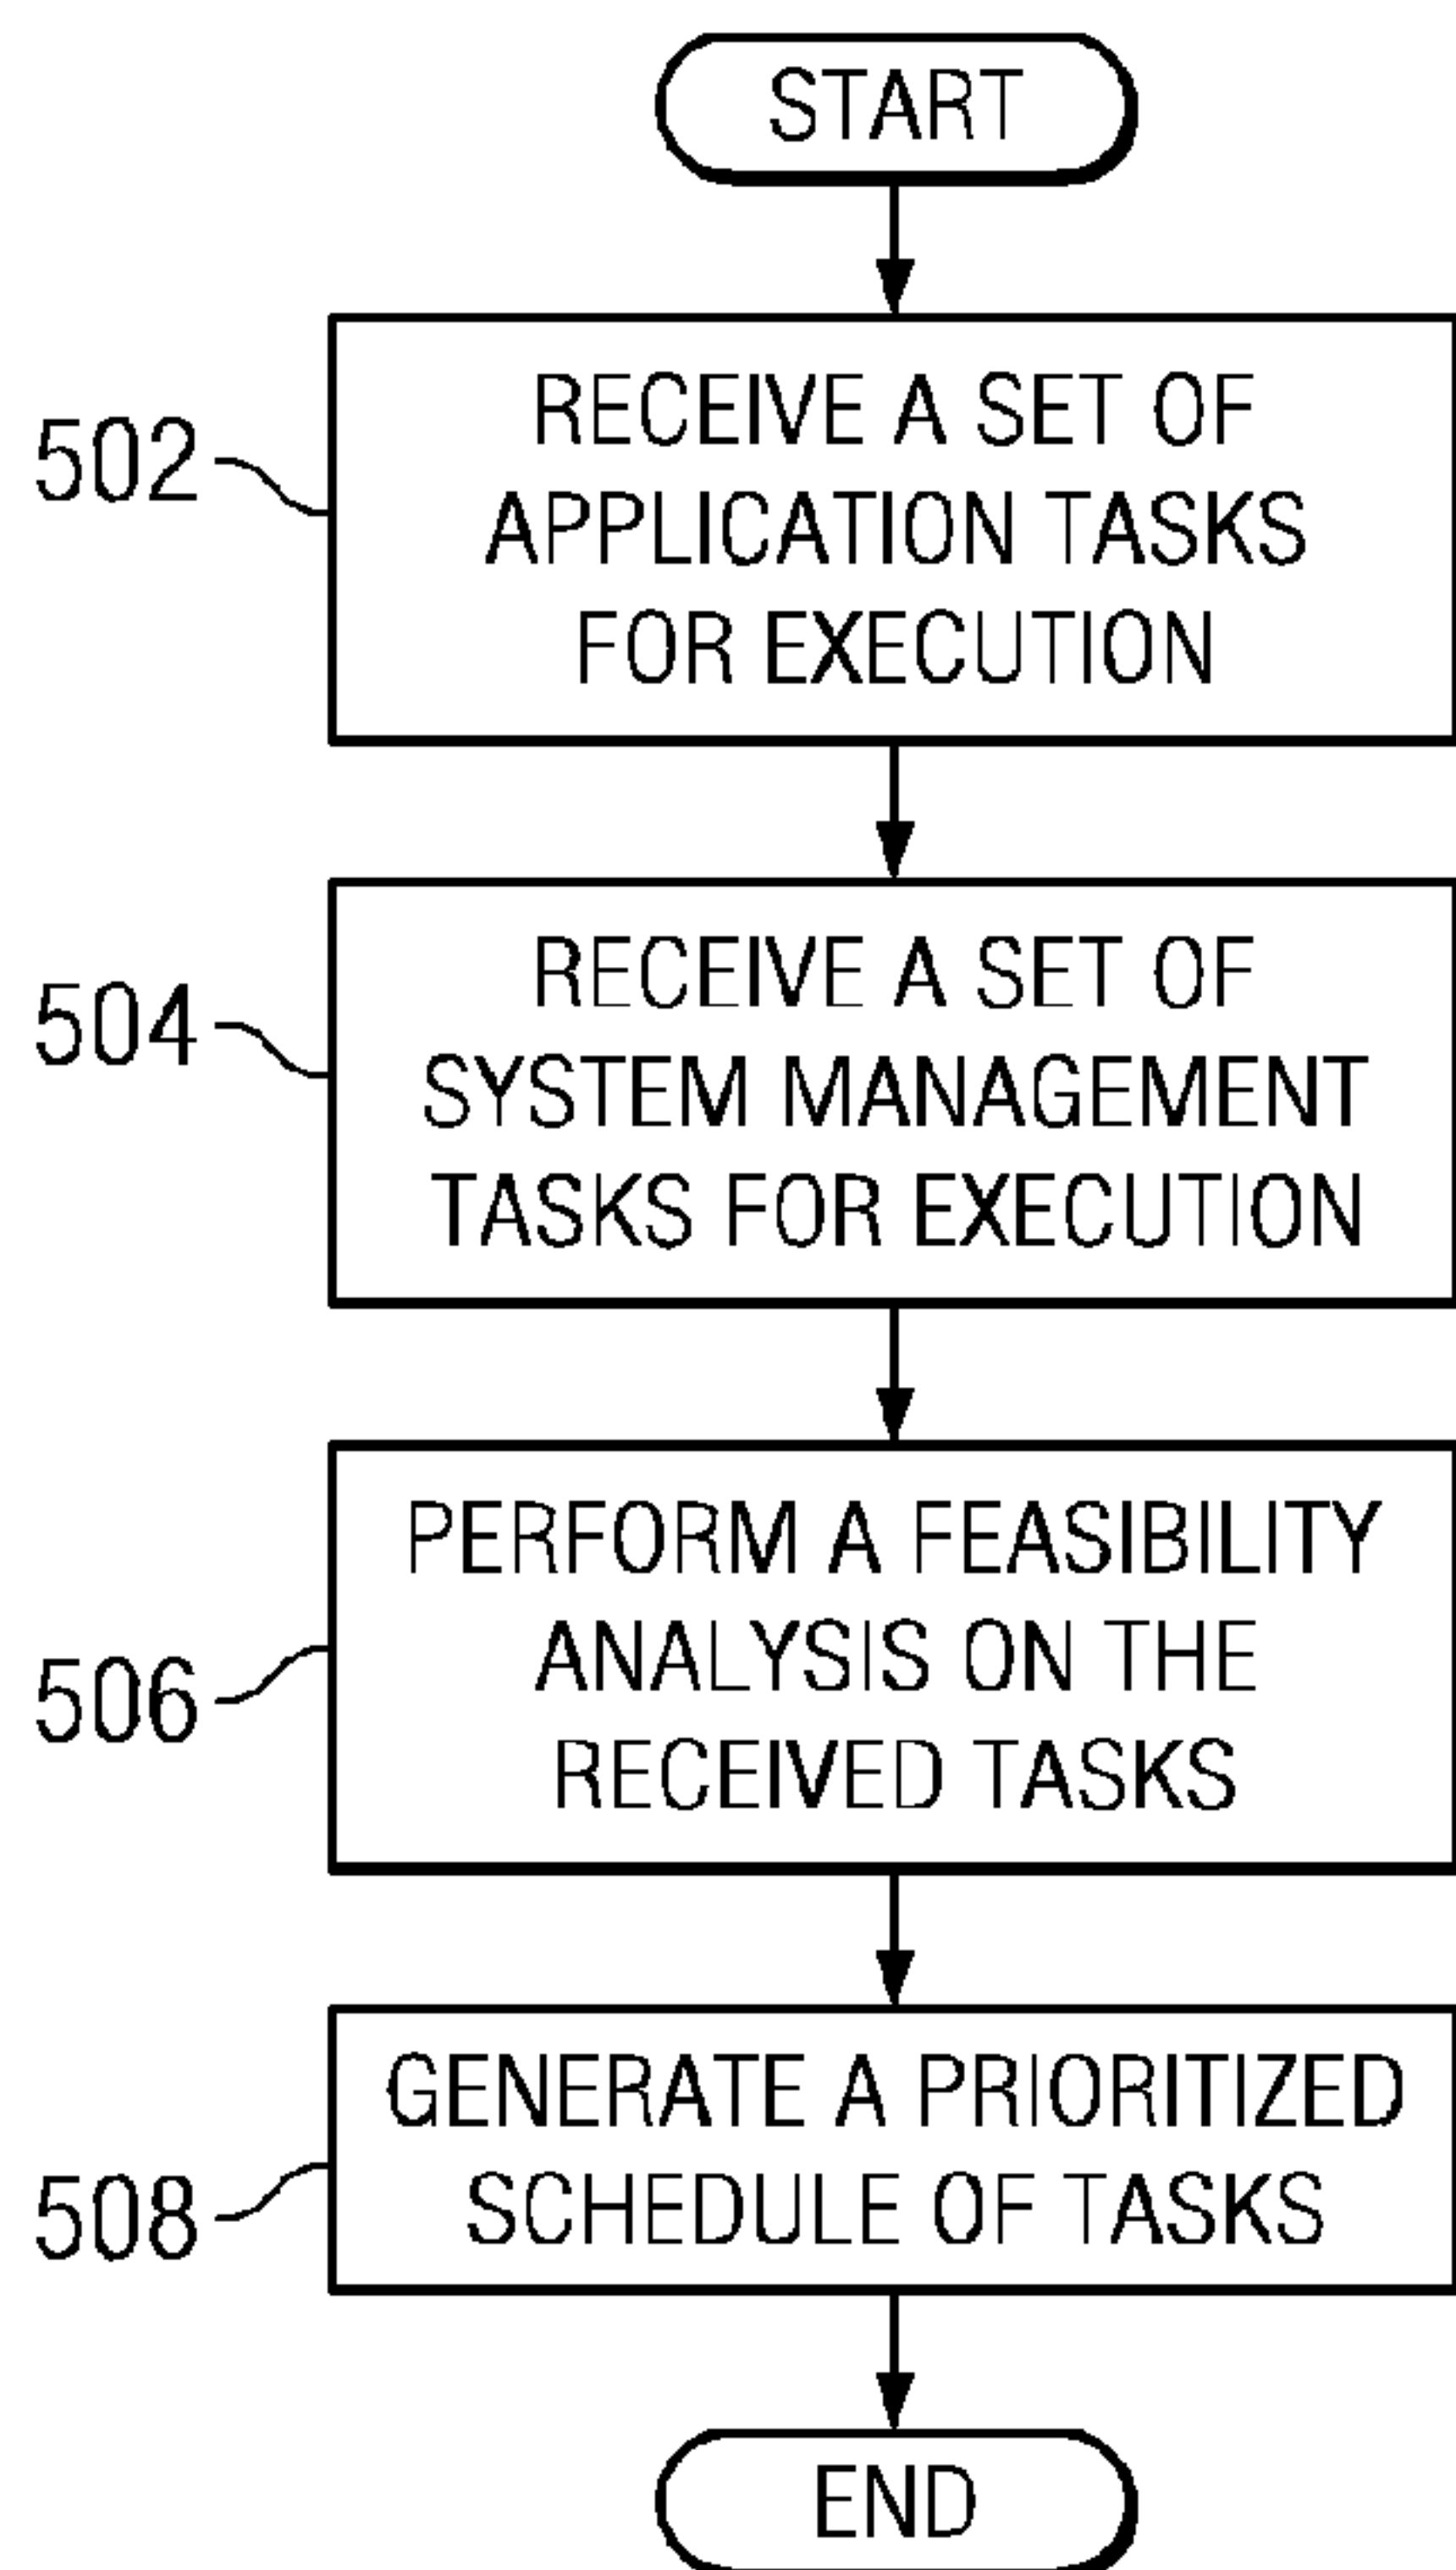 START
502
RECEIVE A SET OF
APPLICATION TASKS
FOR EXECUTION
504
RECEIVE A SET OF
SYSTEM MANAGEMENT
TASKS FOR EXECUTION
506
PERFORM A FEASIBILITY
ANALYSIS ON THE
RECEIVED TASKS
508
GENERATE A PRIORITIZED
SCHEDULE OF TASKS
END